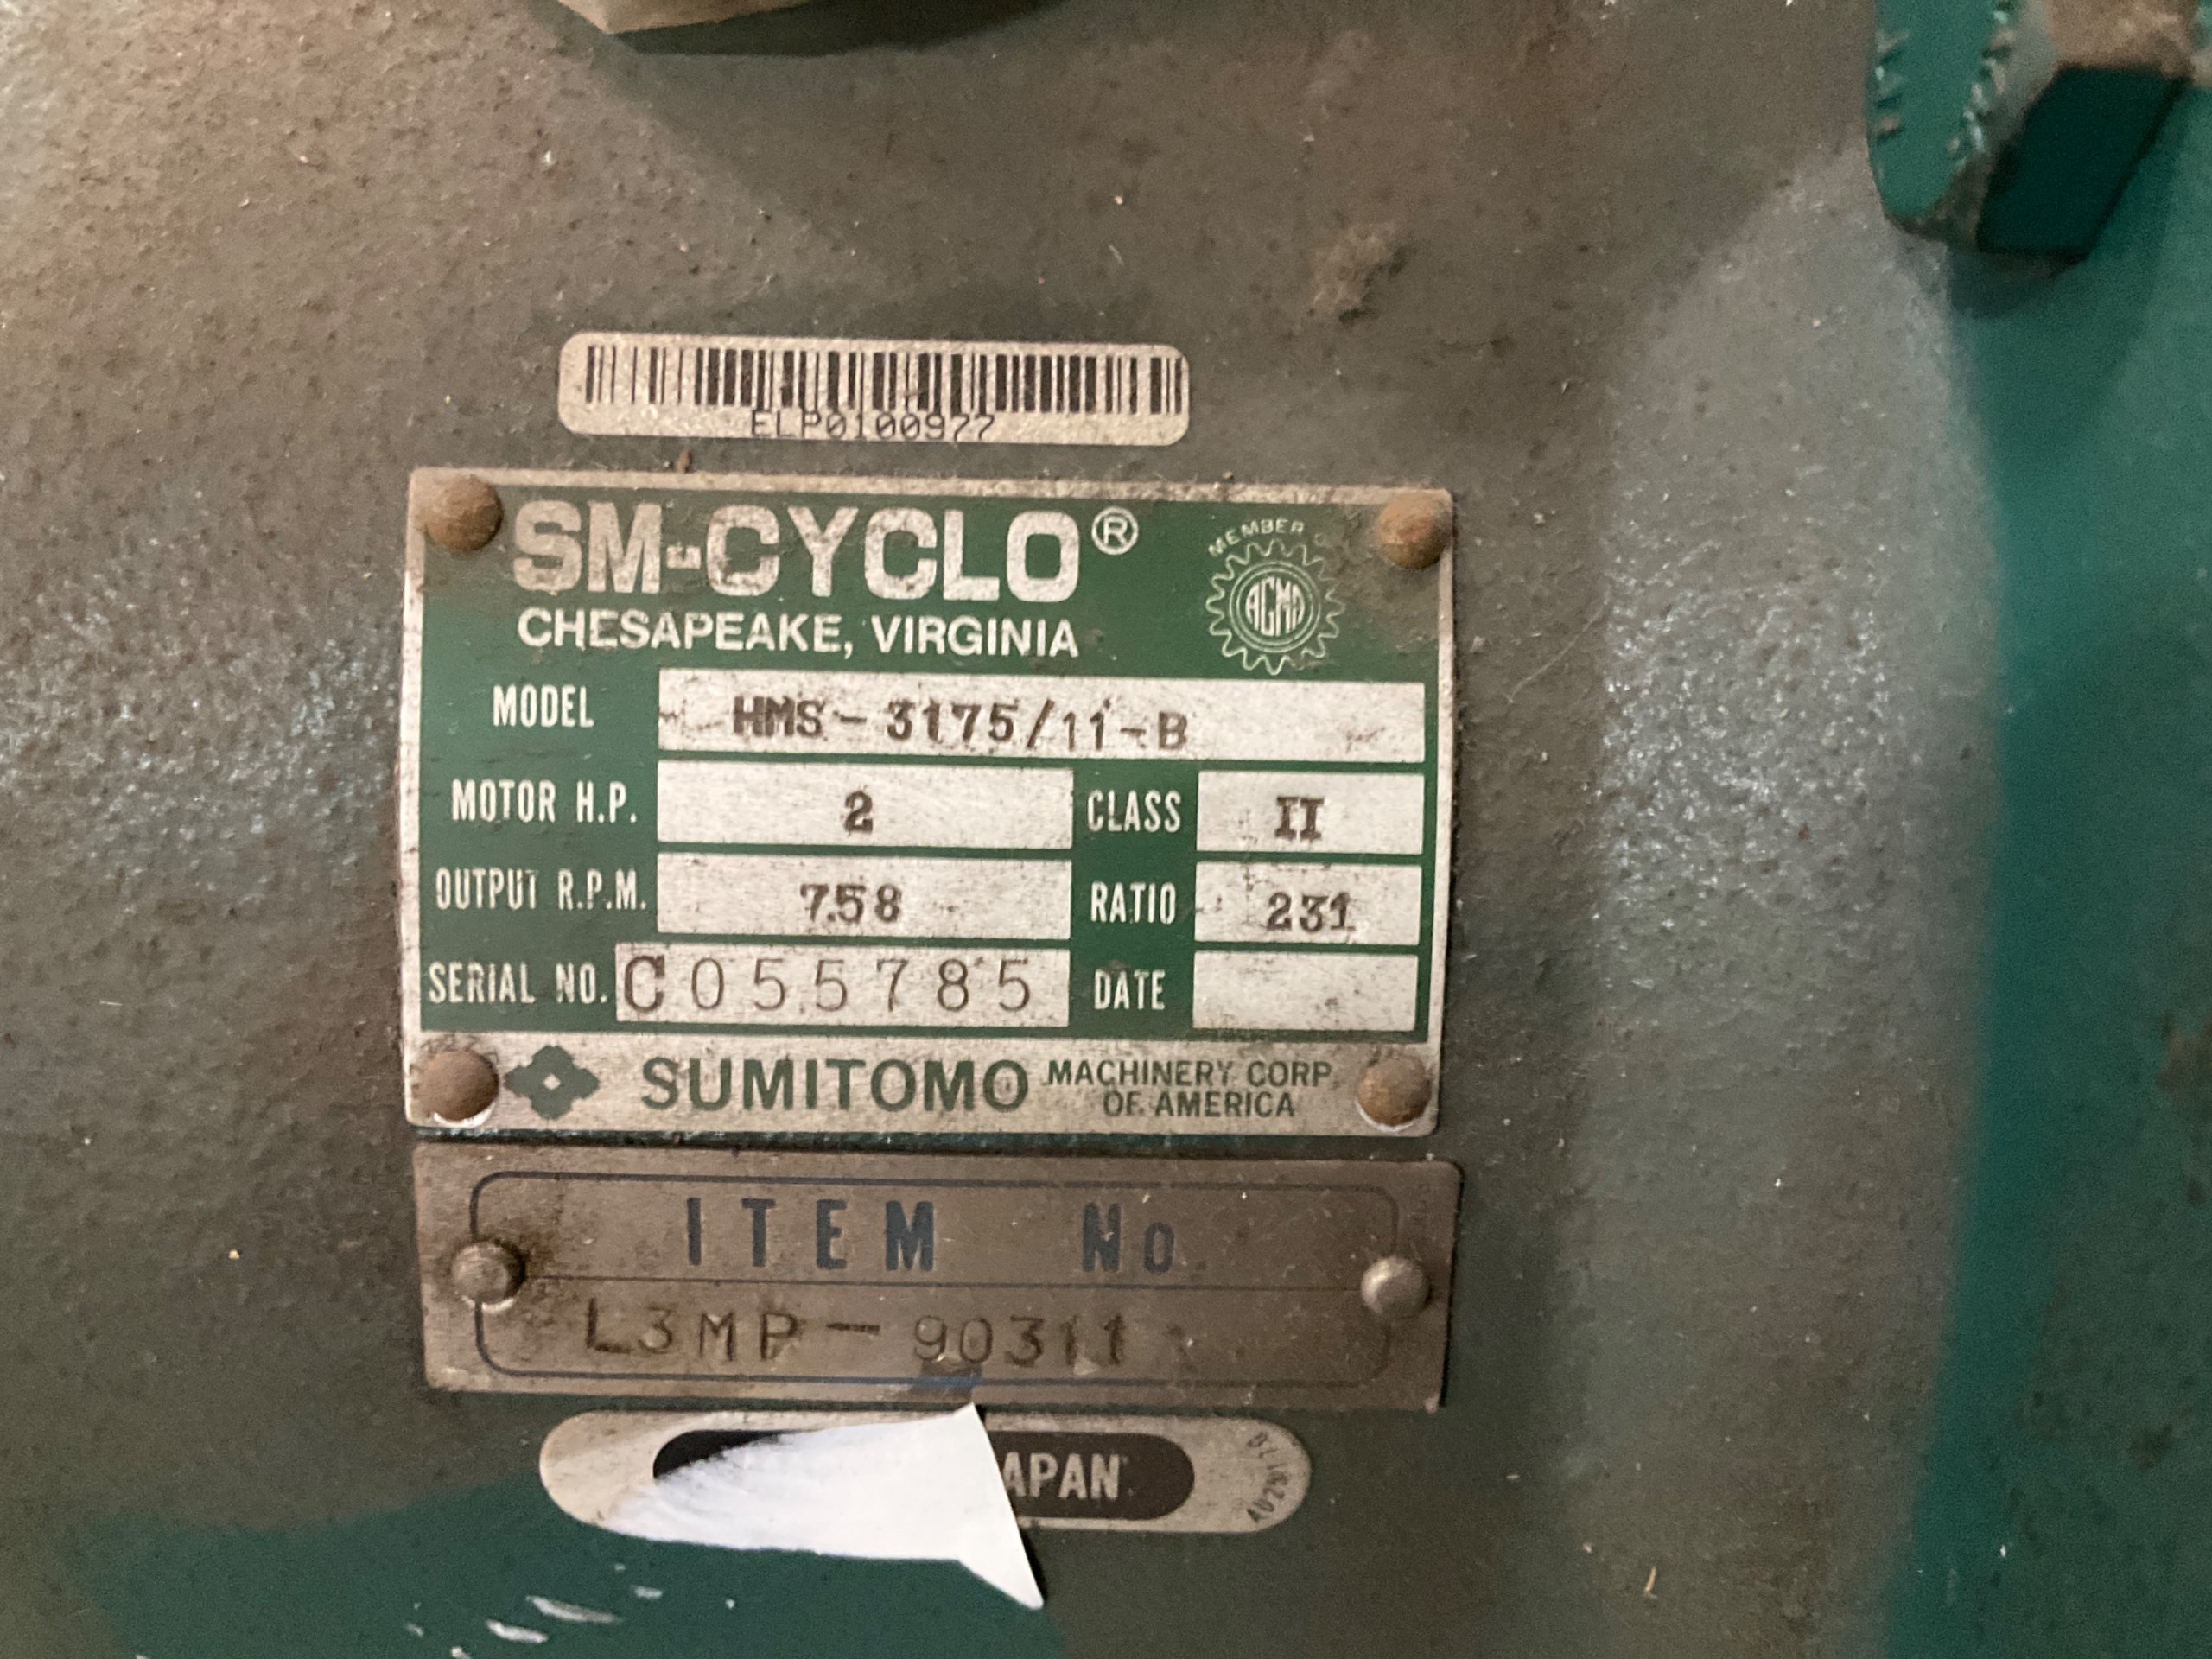 ELP0100977
SM-CYCLO®
CHESAPEAKE, VIRGINIA
MEMBER
AGMA
MODEL HMS-3175/11-B
MOTOR H.P. 2 CLASS II
OUTPUT R.P.M. 7.58 RATIO 231
SERIAL NO. C055785 DATE
SUMITOMO MACHINERY CORP.
OF AMERICA
ITEM No.
L3MP-90311
APAN